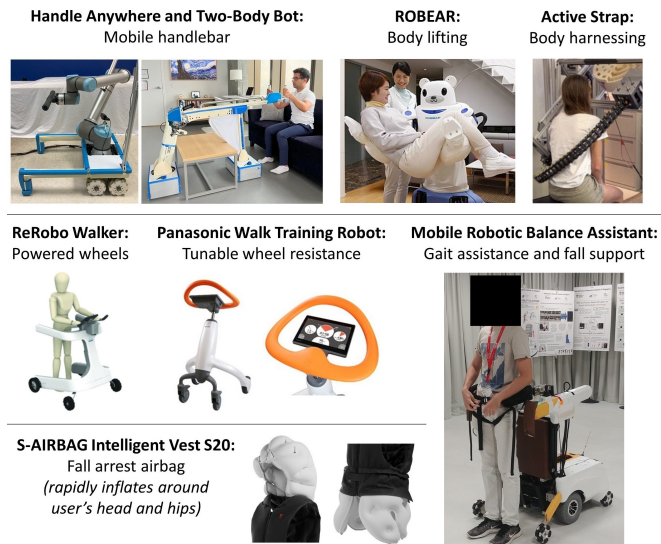 Handle Anywhere and Two-Body Bot:
Mobile handlebar
ROBEAR:
Body lifting
Active Strap:
Body harnessing
ReRobo Walker:
Powered wheels
Panasonic Walk Training Robot:
Tunable wheel resistance
Mobile Robotic Balance Assistant:
Gait assistance and fall support
S-AIRBAG Intelligent Vest S20:
Fall arrest airbag
(rapidly inflates around
user’s head and hips)